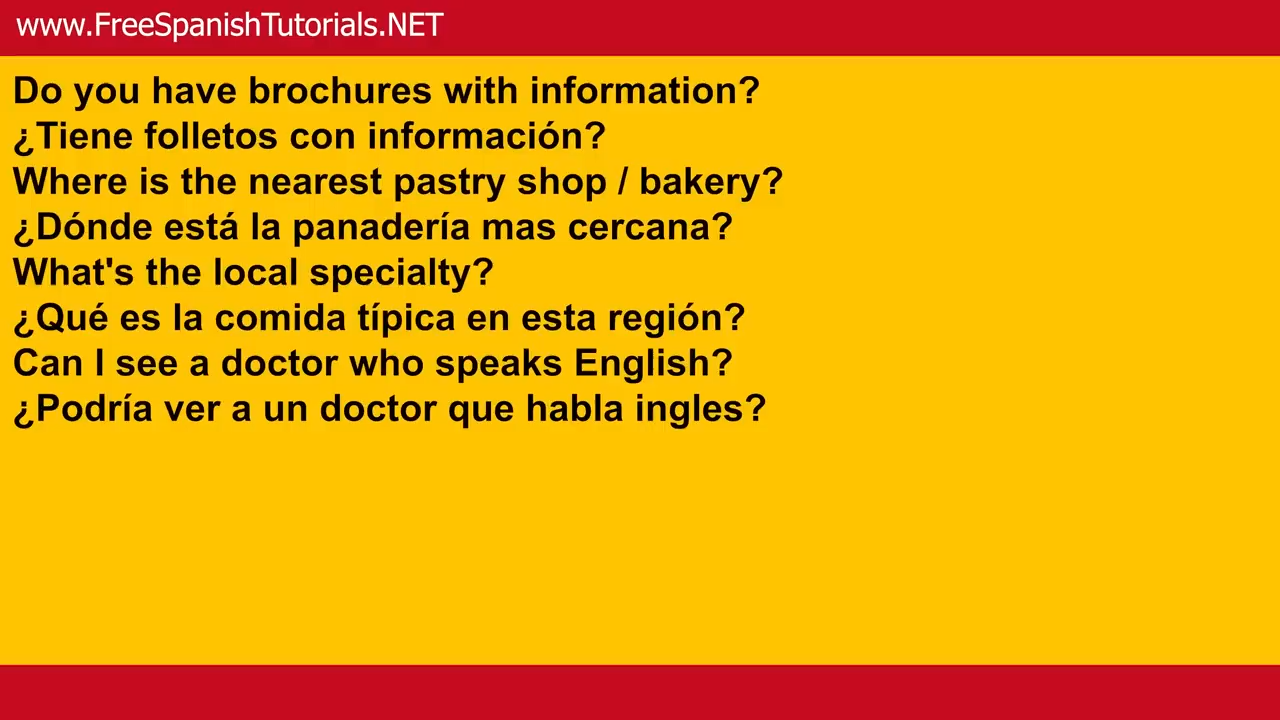 www.FreeSpanishTutorials.NET
Do you have brochures with information?
¿Tiene folletos con información?
Where is the nearest pastry shop / bakery?
¿Dónde está la panadería mas cercana?
What's the local specialty?
¿Qué es la comida típica en esta región?
Can I see a doctor who speaks English?
¿Podría ver a un doctor que habla ingles?